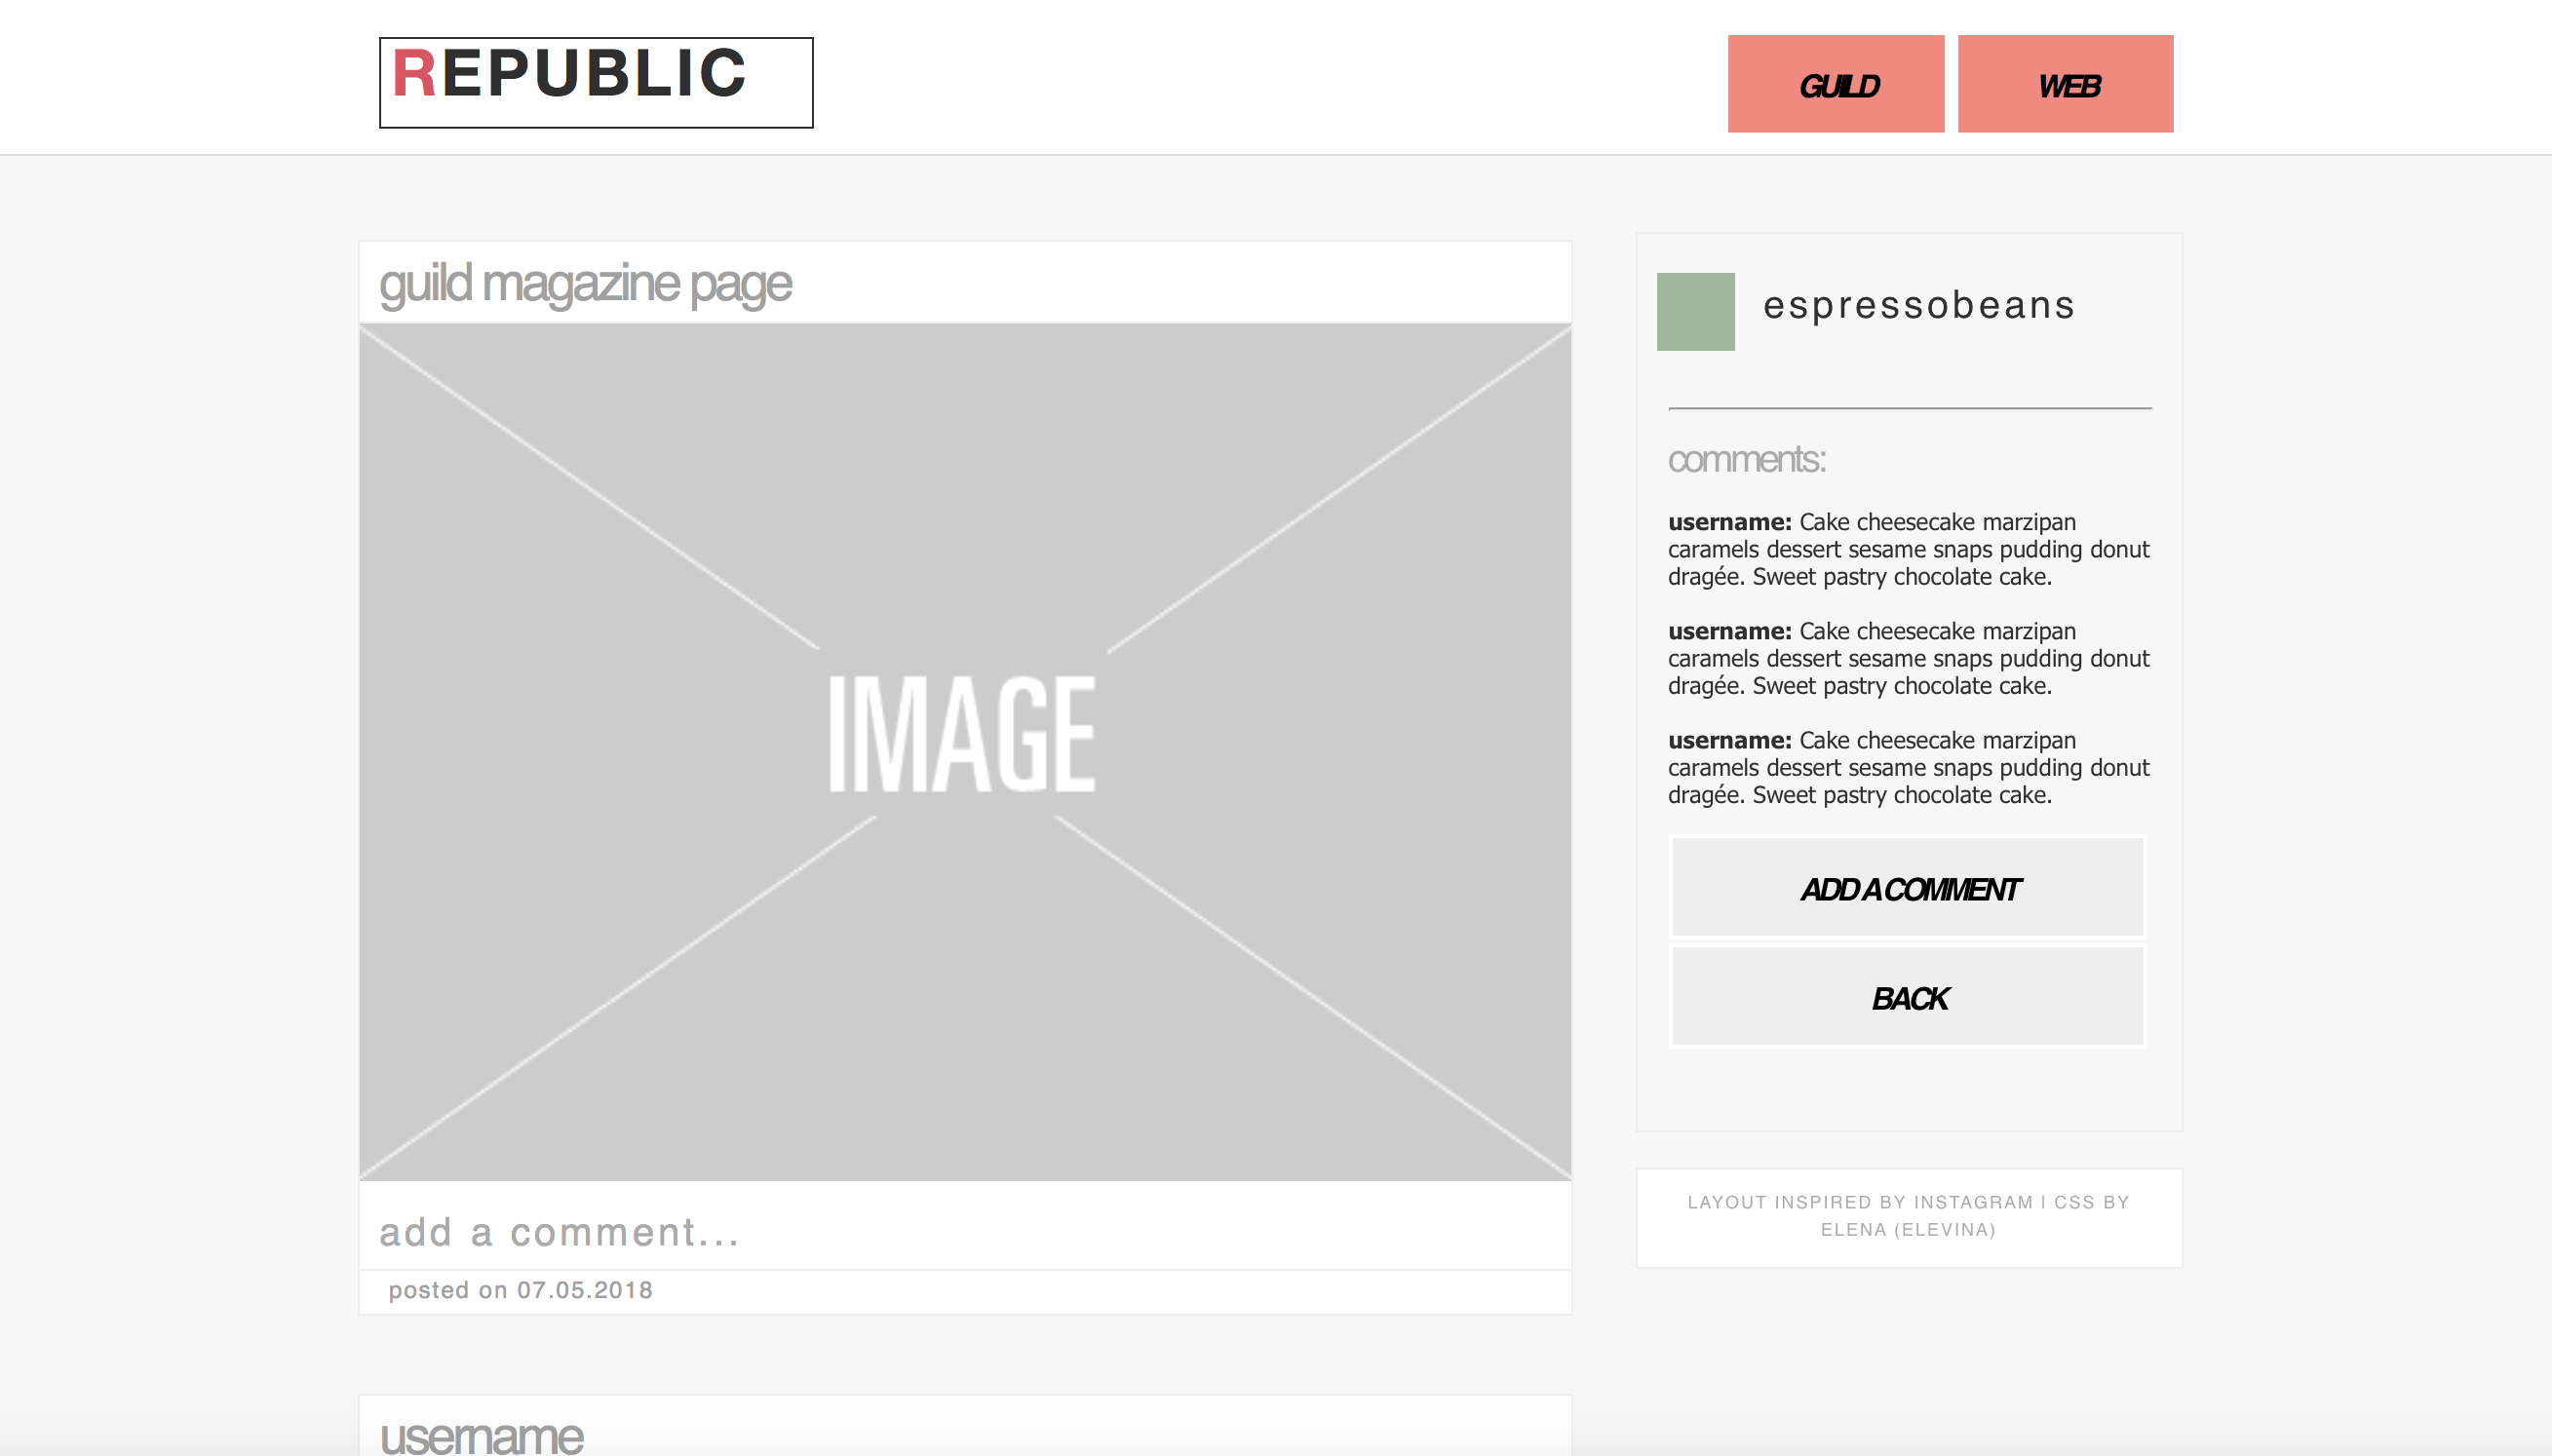 REPUBLIC
GUILD
WEB
guild magazine page
IMAGE
add a comment...
posted on 07.05.2018
username
espressobeans
comments:
username: Cake cheesecake marzipan
caramels dessert sesame snaps pudding donut
dragée. Sweet pastry chocolate cake.
username: Cake cheesecake marzipan
caramels dessert sesame snaps pudding donut
dragée. Sweet pastry chocolate cake.
username: Cake cheesecake marzipan
caramels dessert sesame snaps pudding donut
dragée. Sweet pastry chocolate cake.
ADD A COMMENT
BACK
LAYOUT INSPIRED BY INSTAGRAM | CSS BY
ELENA (ELEVINA)